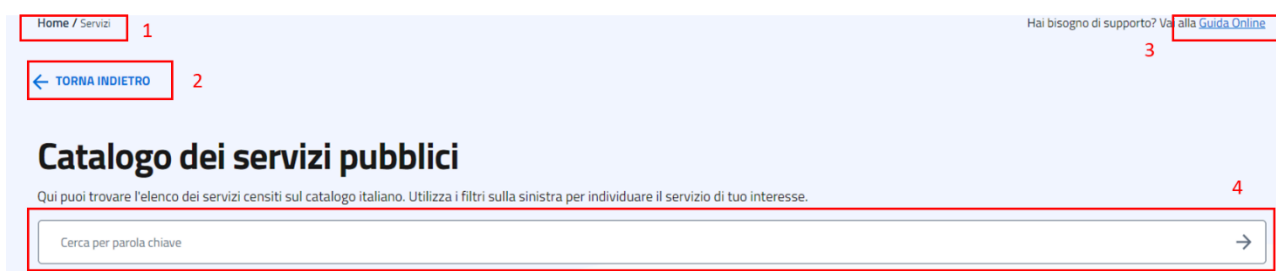 Home / Servizi
1
Hai bisogno di supporto? Vai alla Guida Online
3
← TORNA INDIETRO
2
Catalogo dei servizi pubblici
Qui puoi trovare l'elenco dei servizi censiti sul catalogo italiano. Utilizza i filtri sulla sinistra per individuare il servizio di tuo interesse.
4
Cerca per parola chiave →